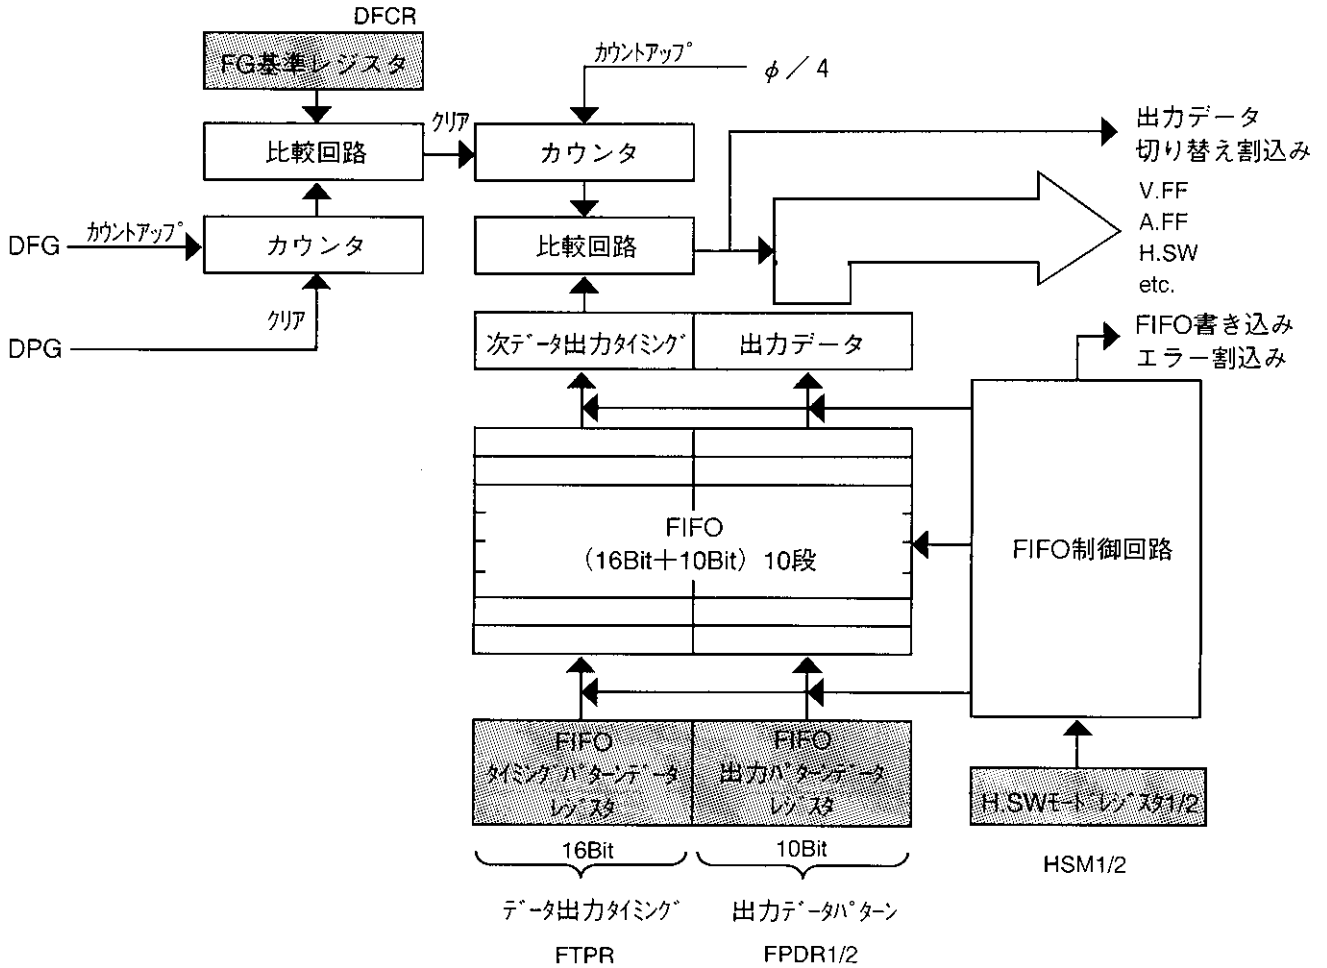 DFCR
FG基準レジスタ
カウントアップ
φ/4
クリア
比較回路
カウンタ
出力データ
切り替え割込み
DFG
カウントアップ
カウンタ
比較回路
V.FF
A.FF
H.SW
etc.
クリア
DPG
次データ出力タイミング
出力データ
FIFO書き込み
エラー割込み
FIFO
(16Bit+10Bit) 10段
FIFO制御回路
FIFO
タイミングパターンデータ
レジスタ
FIFO
出力パターンデータ
レジスタ
H.SWモードレジスタ1/2
16Bit
10Bit
HSM1/2
データ出力タイミング
出力データパターン
FTPR
FPDR1/2